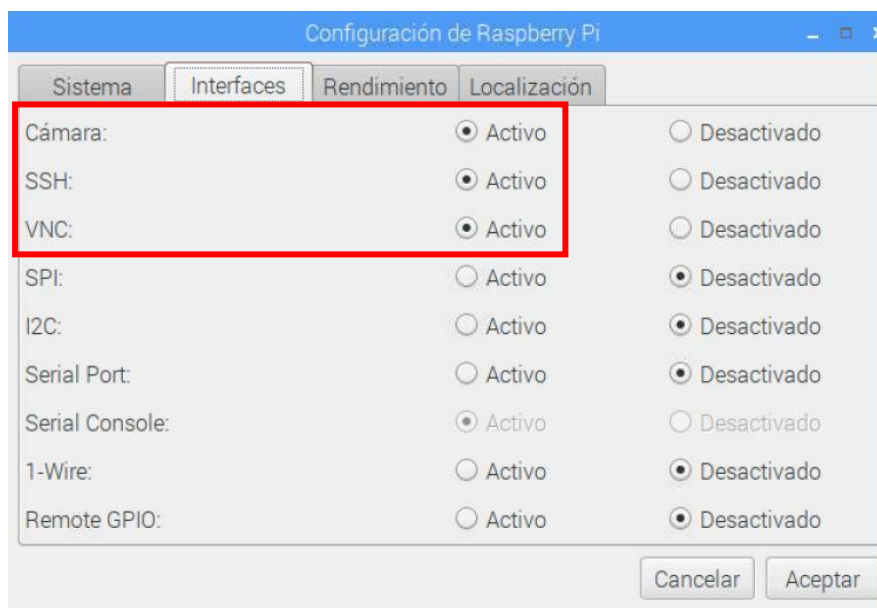 Configuración de Raspberry Pi
Sistema Interfaces Rendimiento Localización
Cámara: Activo Desactivado
SSH: Activo Desactivado
VNC: Activo Desactivado
SPI: Activo Desactivado
I2C: Activo Desactivado
Serial Port: Activo Desactivado
Serial Console: Activo Desactivado
1-Wire: Activo Desactivado
Remote GPIO: Activo Desactivado
Cancelar Aceptar